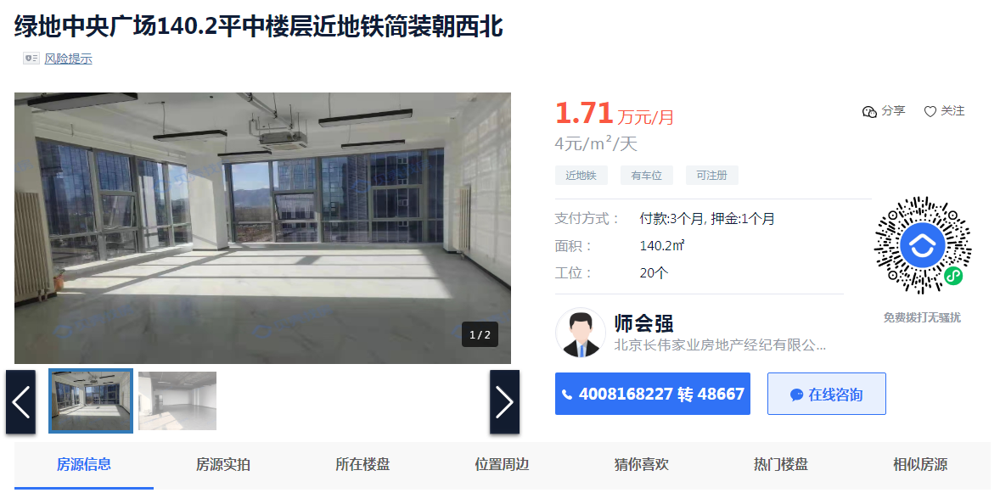 绿地中央广场140.2平中楼层近地铁简装朝西北
风险提示
1.71 万元/月
分享
关注
4元/m²/天
近地铁
有车位
可注册
支付方式：
付款:3个月, 押金:1个月
面积：
140.2㎡
工位：
20个
免费拨打无骚扰
1 / 2
师会强
北京长伟家业房地产经纪有限公...
4008168227 转 48667
在线咨询
房源信息
房源实拍
所在楼盘
位置周边
猜你喜欢
热门楼盘
相似房源